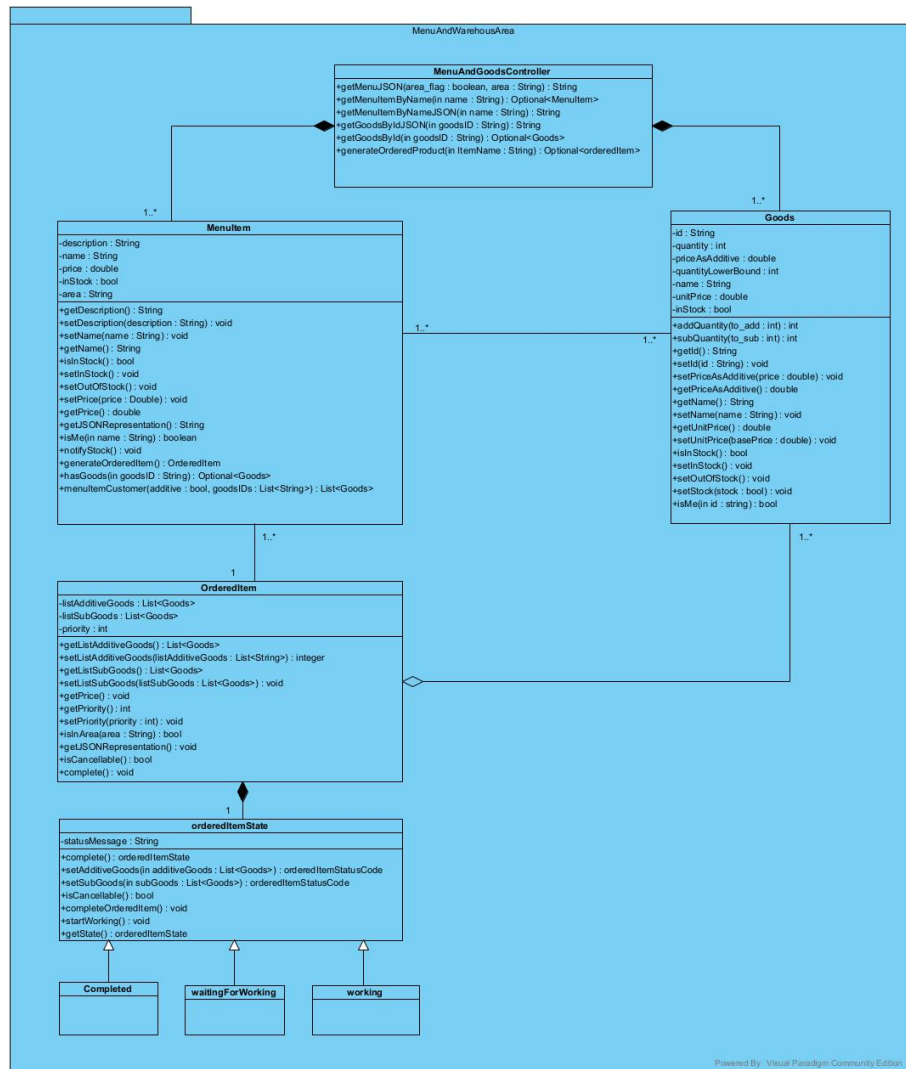 MenuAndWarehousArea
MenuAndGoodsController
+getMenuJSON(area_flag : boolean, area : String) : String
+getMenuItemByName(in name : String) : Optional<MenuItem>
+getMenuItemByNameJSON(in name : String) : String
+getGoodsByIdJSON(in goodsID : String) : String
+getGoodsById(in goodsID : String) : Optional<Goods>
+generateOrderedProduct(in ItemName : String) : Optional<orderedItem>
1..*
1..*
MenuItem
-description : String
-name : String
-price : double
-inStock : bool
-area : String
+getDescription() : String
+setDescription(description : String) : void
+setName(name : String) : void
+getName() : String
+isInStock() : bool
+setInStock() : void
+setOutOfStock() : void
+setPrice(price : Double) : void
+getPrice() : double
+getJSONRepresentation() : String
+isMe(in name : String) : boolean
+notifyStock() : void
+generateOrderedItem() : OrderedItem
+hasGoods(in goodsID : String) : Optional<Goods>
+menuItemCustomer(additive : bool, goodsIDs : List<String>) : List<Goods>
Goods
-id : String
-quantity : int
-priceAsAdditive : double
-quantityLowerBound : int
-name : String
-unitPrice : double
-inStock : bool
+addQuantity(to_add : int) : int
+subQuantity(to_sub : int) : int
+getId() : String
+setId(id : String) : void
+setPriceAsAdditive(price : double) : void
+getPriceAsAdditive() : double
+getName() : String
+setName(name : String) : void
+getUnitPrice() : double
+setUnitPrice(basePrice : double) : void
+isInStock() : bool
+setInStock() : void
+setOutOfStock() : void
+setStock(stock : bool) : void
+isMe(in id : string) : bool
1..*
1..*
1..*
1..*
1
OrderedItem
-listAdditiveGoods : List<Goods>
-listSubGoods : List<Goods>
-priority : int
+getListAdditiveGoods() : List<Goods>
+setListAdditiveGoods(listAdditiveGoods : List<String>) : integer
+getListSubGoods() : List<Goods>
+setListSubGoods(listSubGoods : List<Goods>) : void
+getPrice() : void
+getPriority() : int
+setPriority(priority : int) : void
+isInArea(area : String) : bool
+getJSONRepresentation() : void
+isCancellable() : bool
+complete() : void
1
orderedItemState
-statusMessage : String
+complete() : orderedItemState
+setAdditiveGoods(in additiveGoods : List<Goods>) : orderedItemStatusCode
+setSubGoods(in subGoods : List<Goods>) : orderedItemStatusCode
+isCancellable() : bool
+completeOrderedItem() : void
+startWorking() : void
+getState() : orderedItemState
Completed
waitingForWorking
working
Powered By Visual Paradigm Community Edition